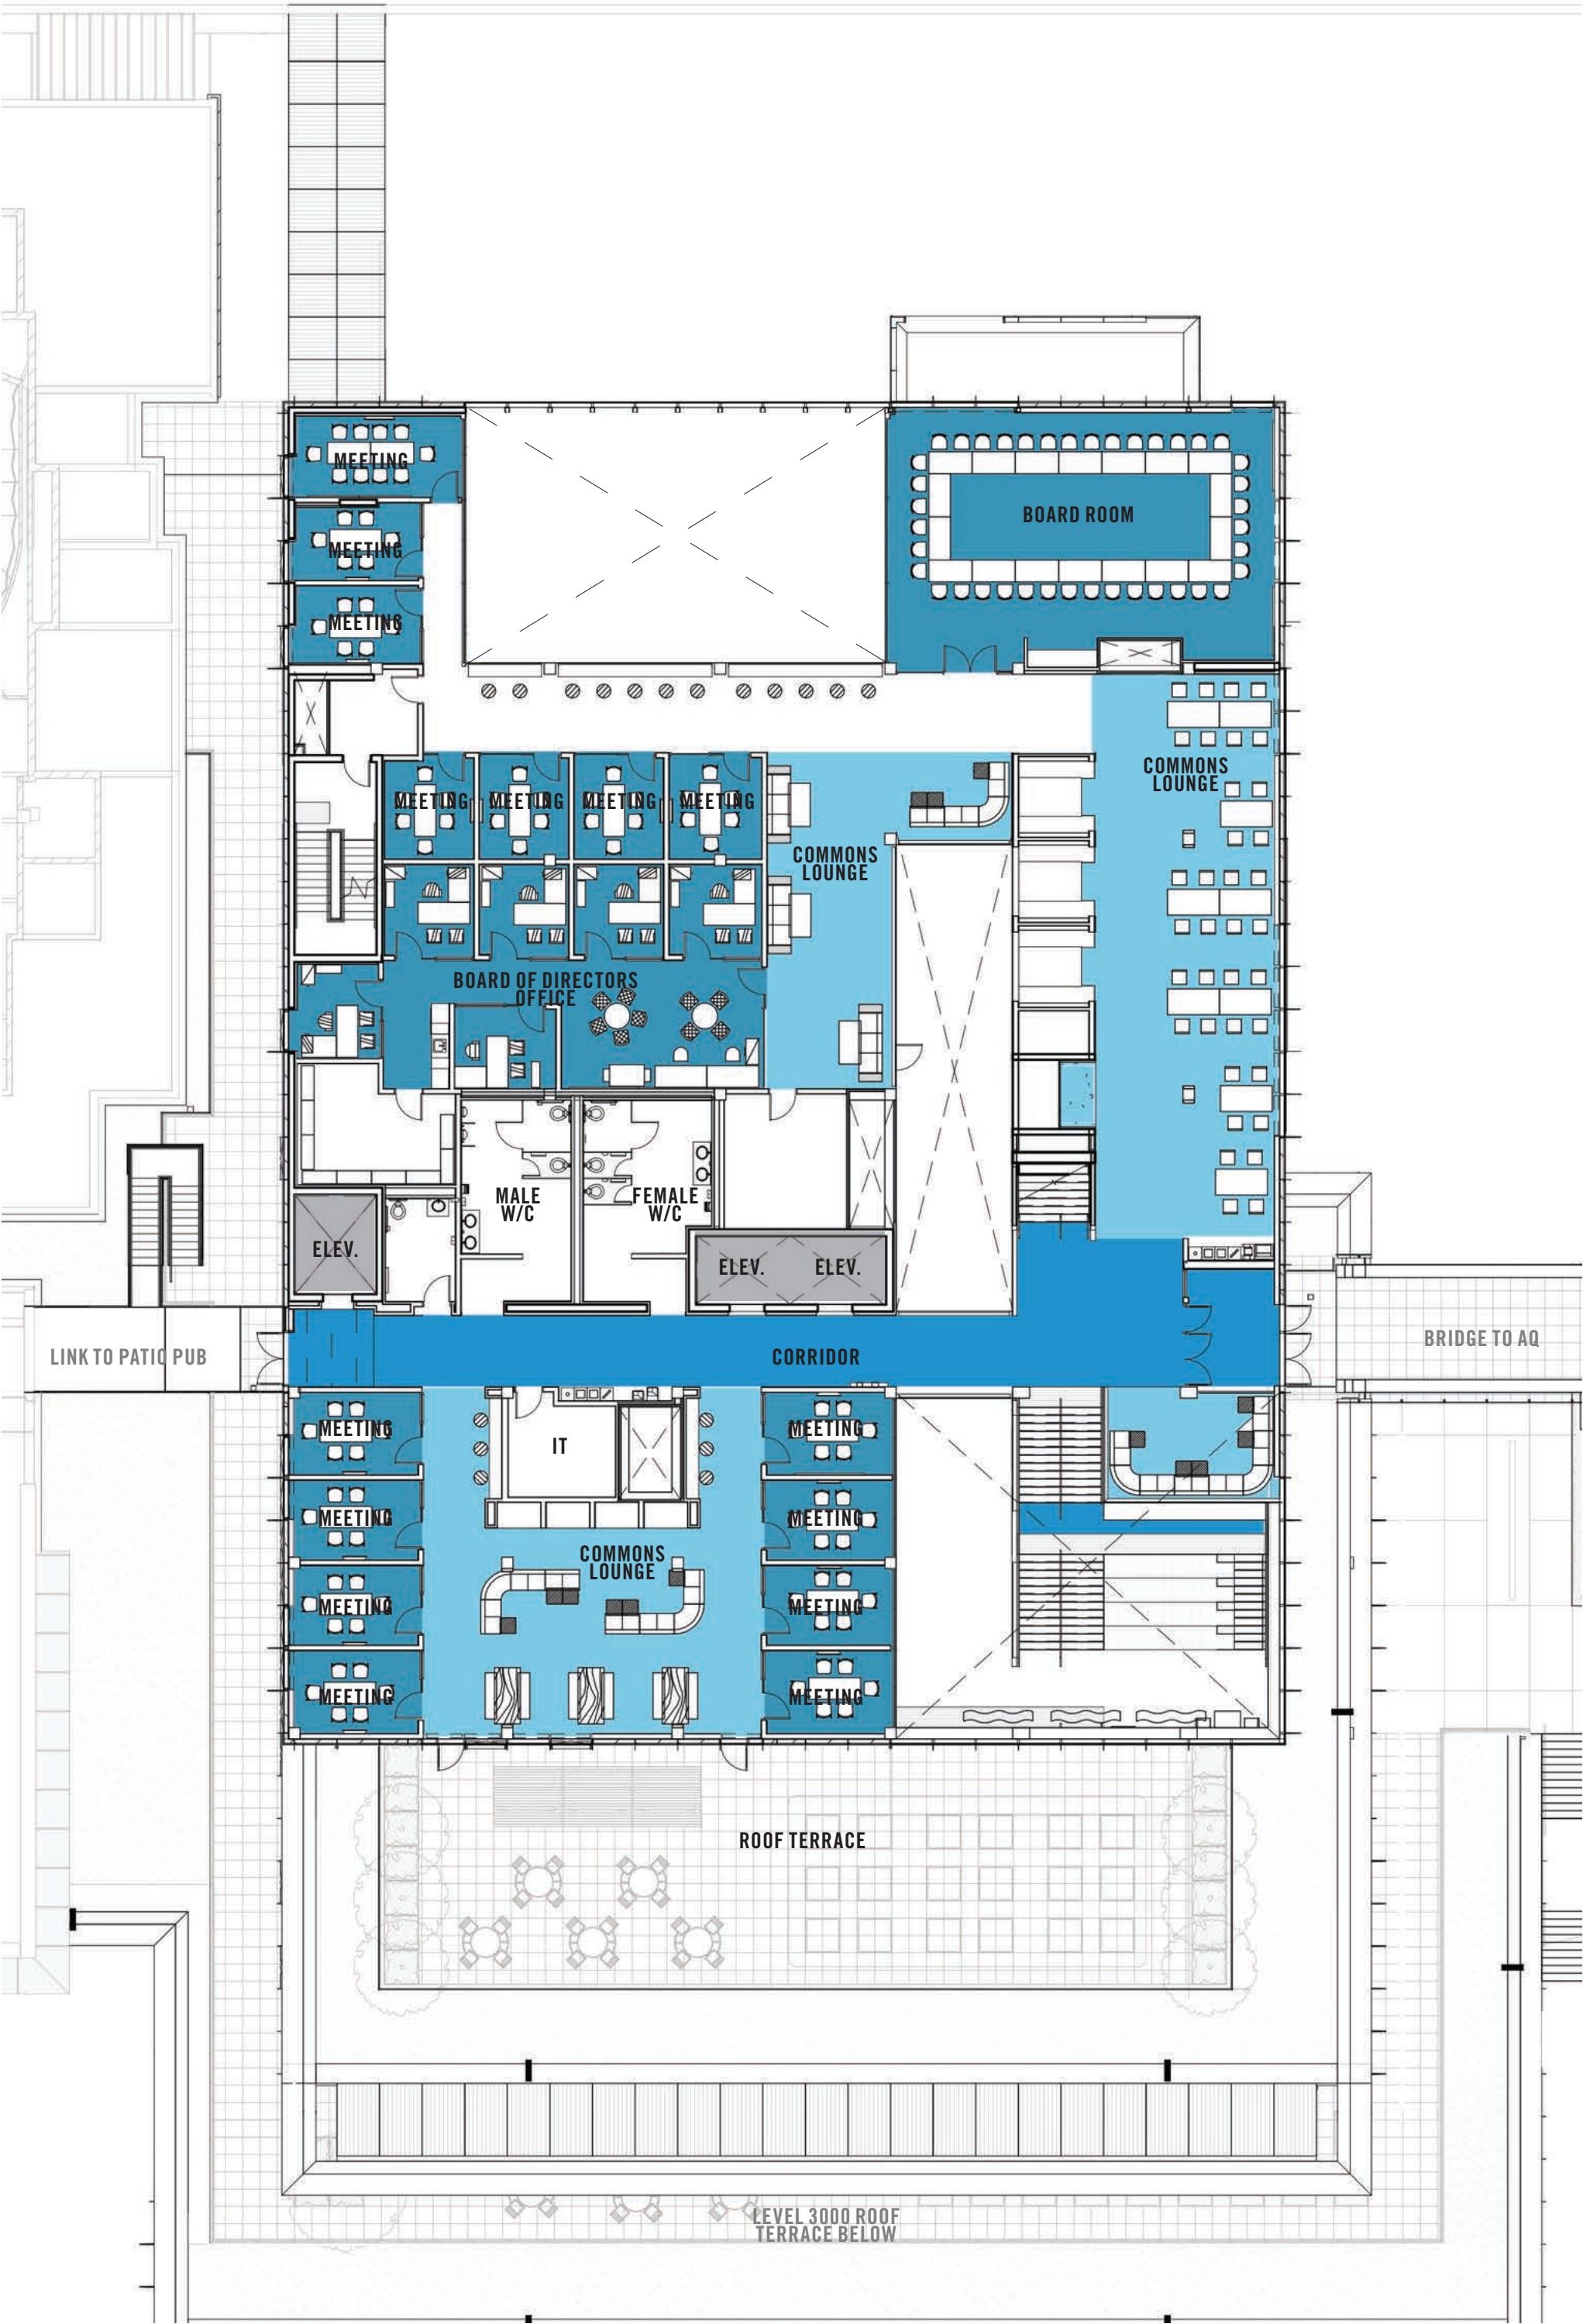 MEETING
BOARD ROOM
MEETING
MEETING
COMMONS
LOUNGE
MEETING
MEETING
MEETING
MEETING
COMMONS
LOUNGE
BOARD OF DIRECTORS
OFFICE
MALE
W/C
FEMALE
W/C
ELEV.
ELEV.
ELEV.
LINK TO PATIO PUB
CORRIDOR
BRIDGE TO AQ
MEETING
IT
MEETING
MEETING
MEETING
COMMONS
LOUNGE
MEETING
MEETING
MEETING
MEETING
ROOF TERRACE
LEVEL 3000 ROOF
TERRACE BELOW